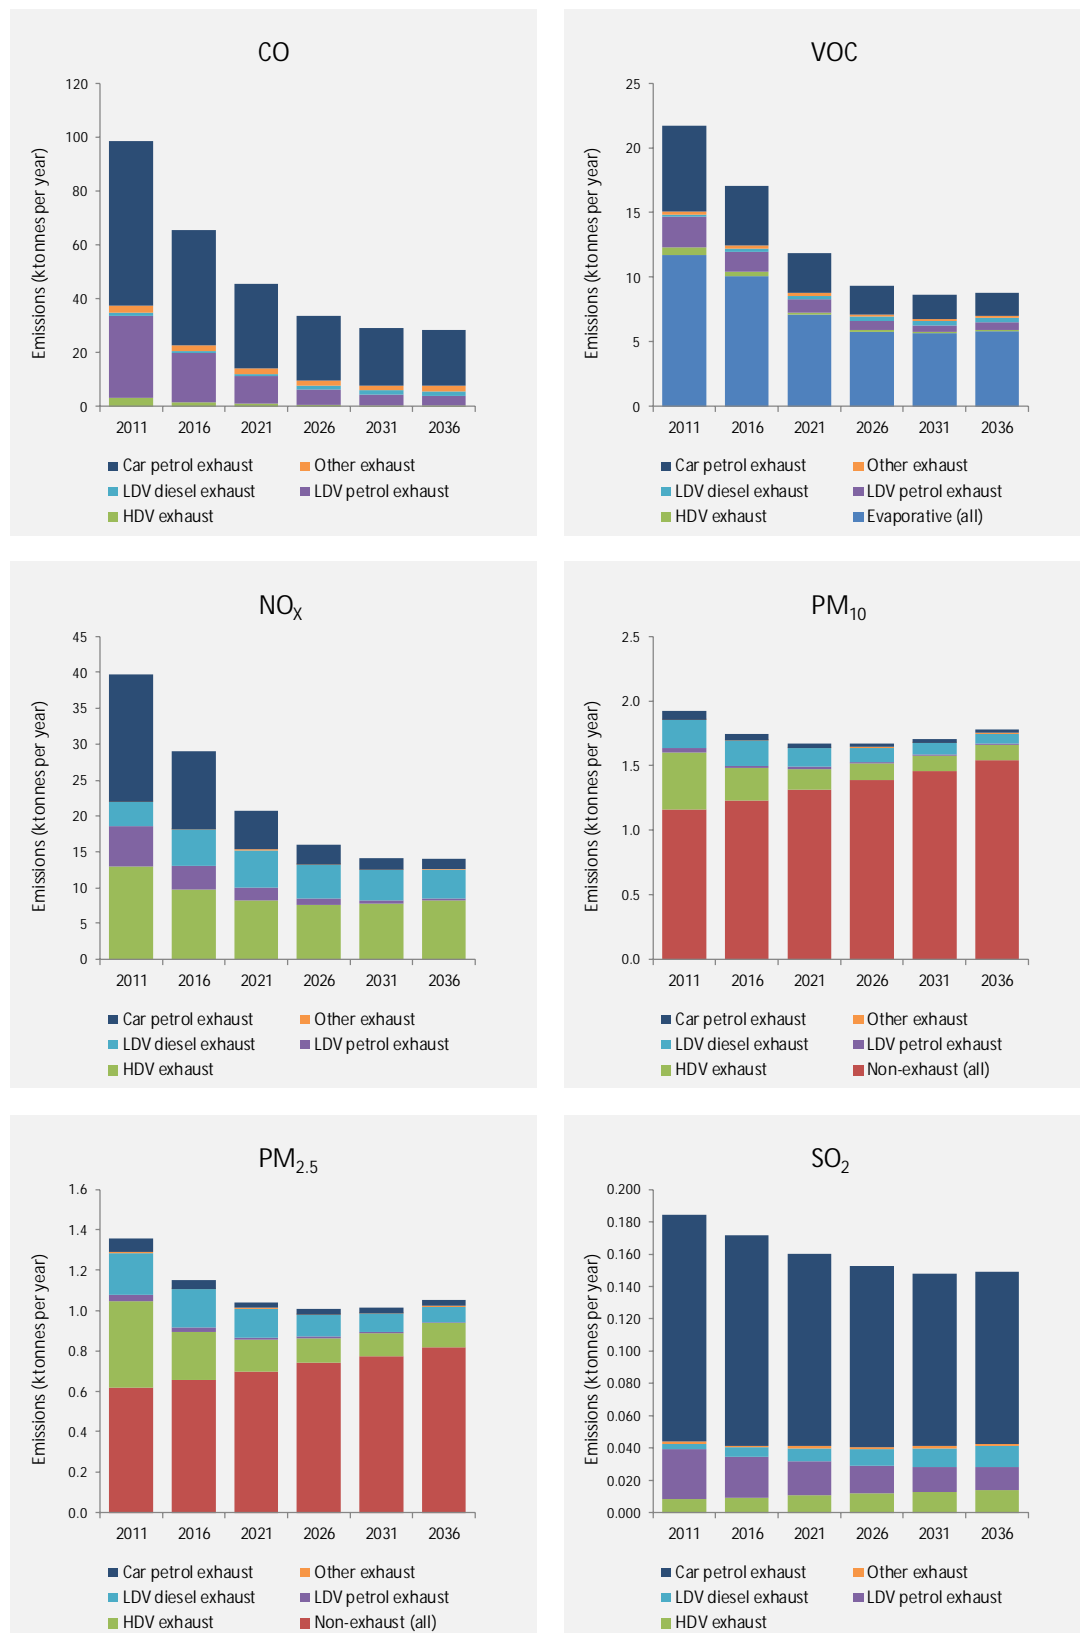 CO
Emissions (ktonnes per year)
120
100
80
60
40
20
0
2011 2016 2021 2026 2031 2036
Car petrol exhaust Other exhaust
LDV diesel exhaust LDV petrol exhaust
HDV exhaust
VOC
Emissions (ktonnes per year)
25
20
15
10
5
0
2011 2016 2021 2026 2031 2036
Car petrol exhaust Other exhaust
LDV diesel exhaust LDV petrol exhaust
HDV exhaust Evaporative (all)
NOX
Emissions (ktonnes per year)
45
40
35
30
25
20
15
10
5
0
2011 2016 2021 2026 2031 2036
Car petrol exhaust Other exhaust
LDV diesel exhaust LDV petrol exhaust
HDV exhaust
PM10
Emissions (ktonnes per year)
2.5
2.0
1.5
1.0
0.5
0.0
2011 2016 2021 2026 2031 2036
Car petrol exhaust Other exhaust
LDV diesel exhaust LDV petrol exhaust
HDV exhaust Non-exhaust (all)
PM2.5
Emissions (ktonnes per year)
1.6
1.4
1.2
1.0
0.8
0.6
0.4
0.2
0.0
2011 2016 2021 2026 2031 2036
Car petrol exhaust Other exhaust
LDV diesel exhaust LDV petrol exhaust
HDV exhaust Non-exhaust (all)
SO2
Emissions (ktonnes per year)
0.200
0.180
0.160
0.140
0.120
0.100
0.080
0.060
0.040
0.020
0.000
2011 2016 2021 2026 2031 2036
Car petrol exhaust Other exhaust
LDV diesel exhaust LDV petrol exhaust
HDV exhaust